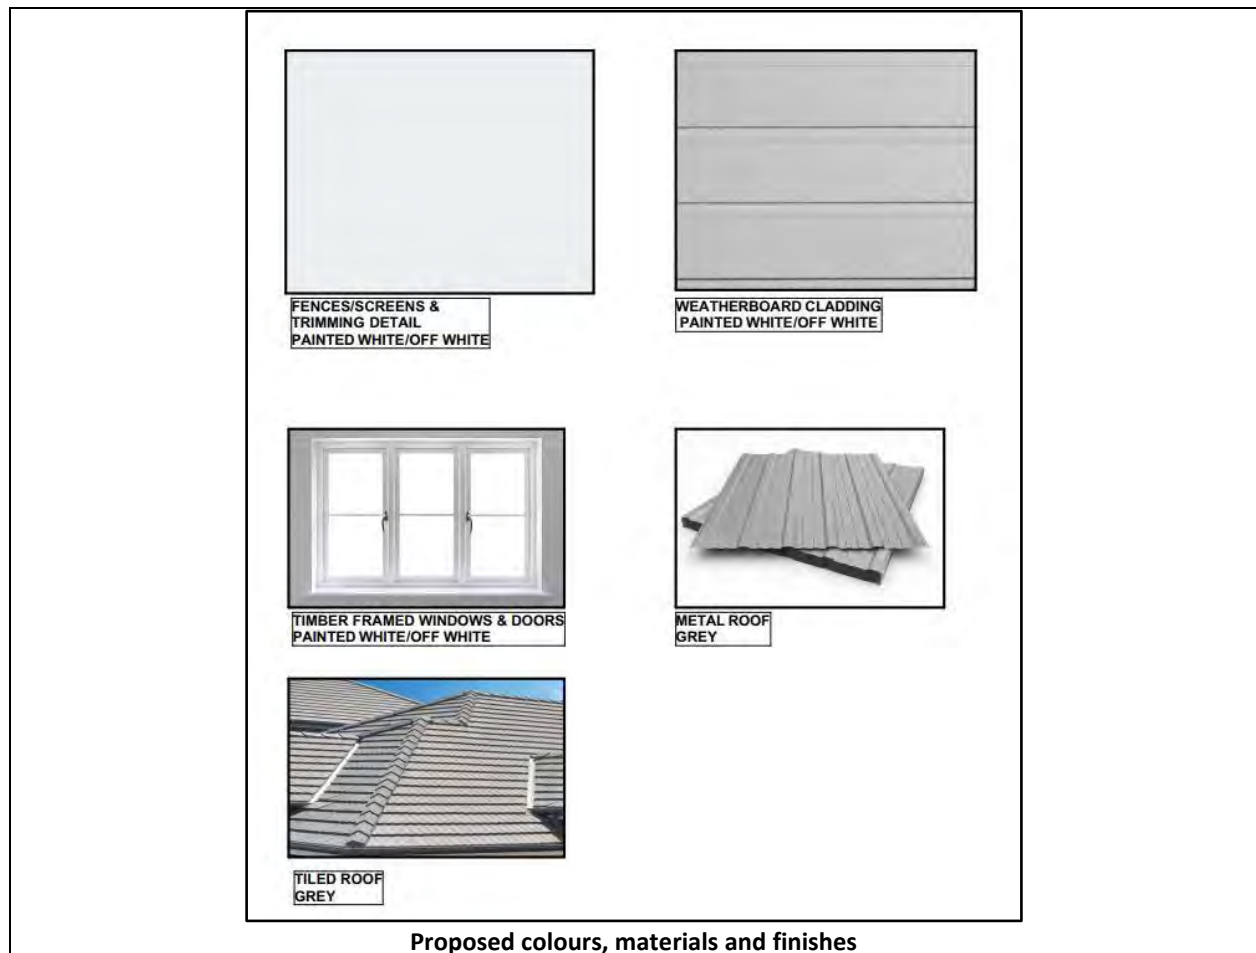 FENCES/SCREENS &
TRIMMING DETAIL
PAINTED WHITE/OFF WHITE
WEATHERBOARD CLADDING
PAINTED WHITE/OFF WHITE
TIMBER FRAMED WINDOWS & DOORS
PAINTED WHITE/OFF WHITE
METAL ROOF
GREY
TILED ROOF
GREY
Proposed colours, materials and finishes